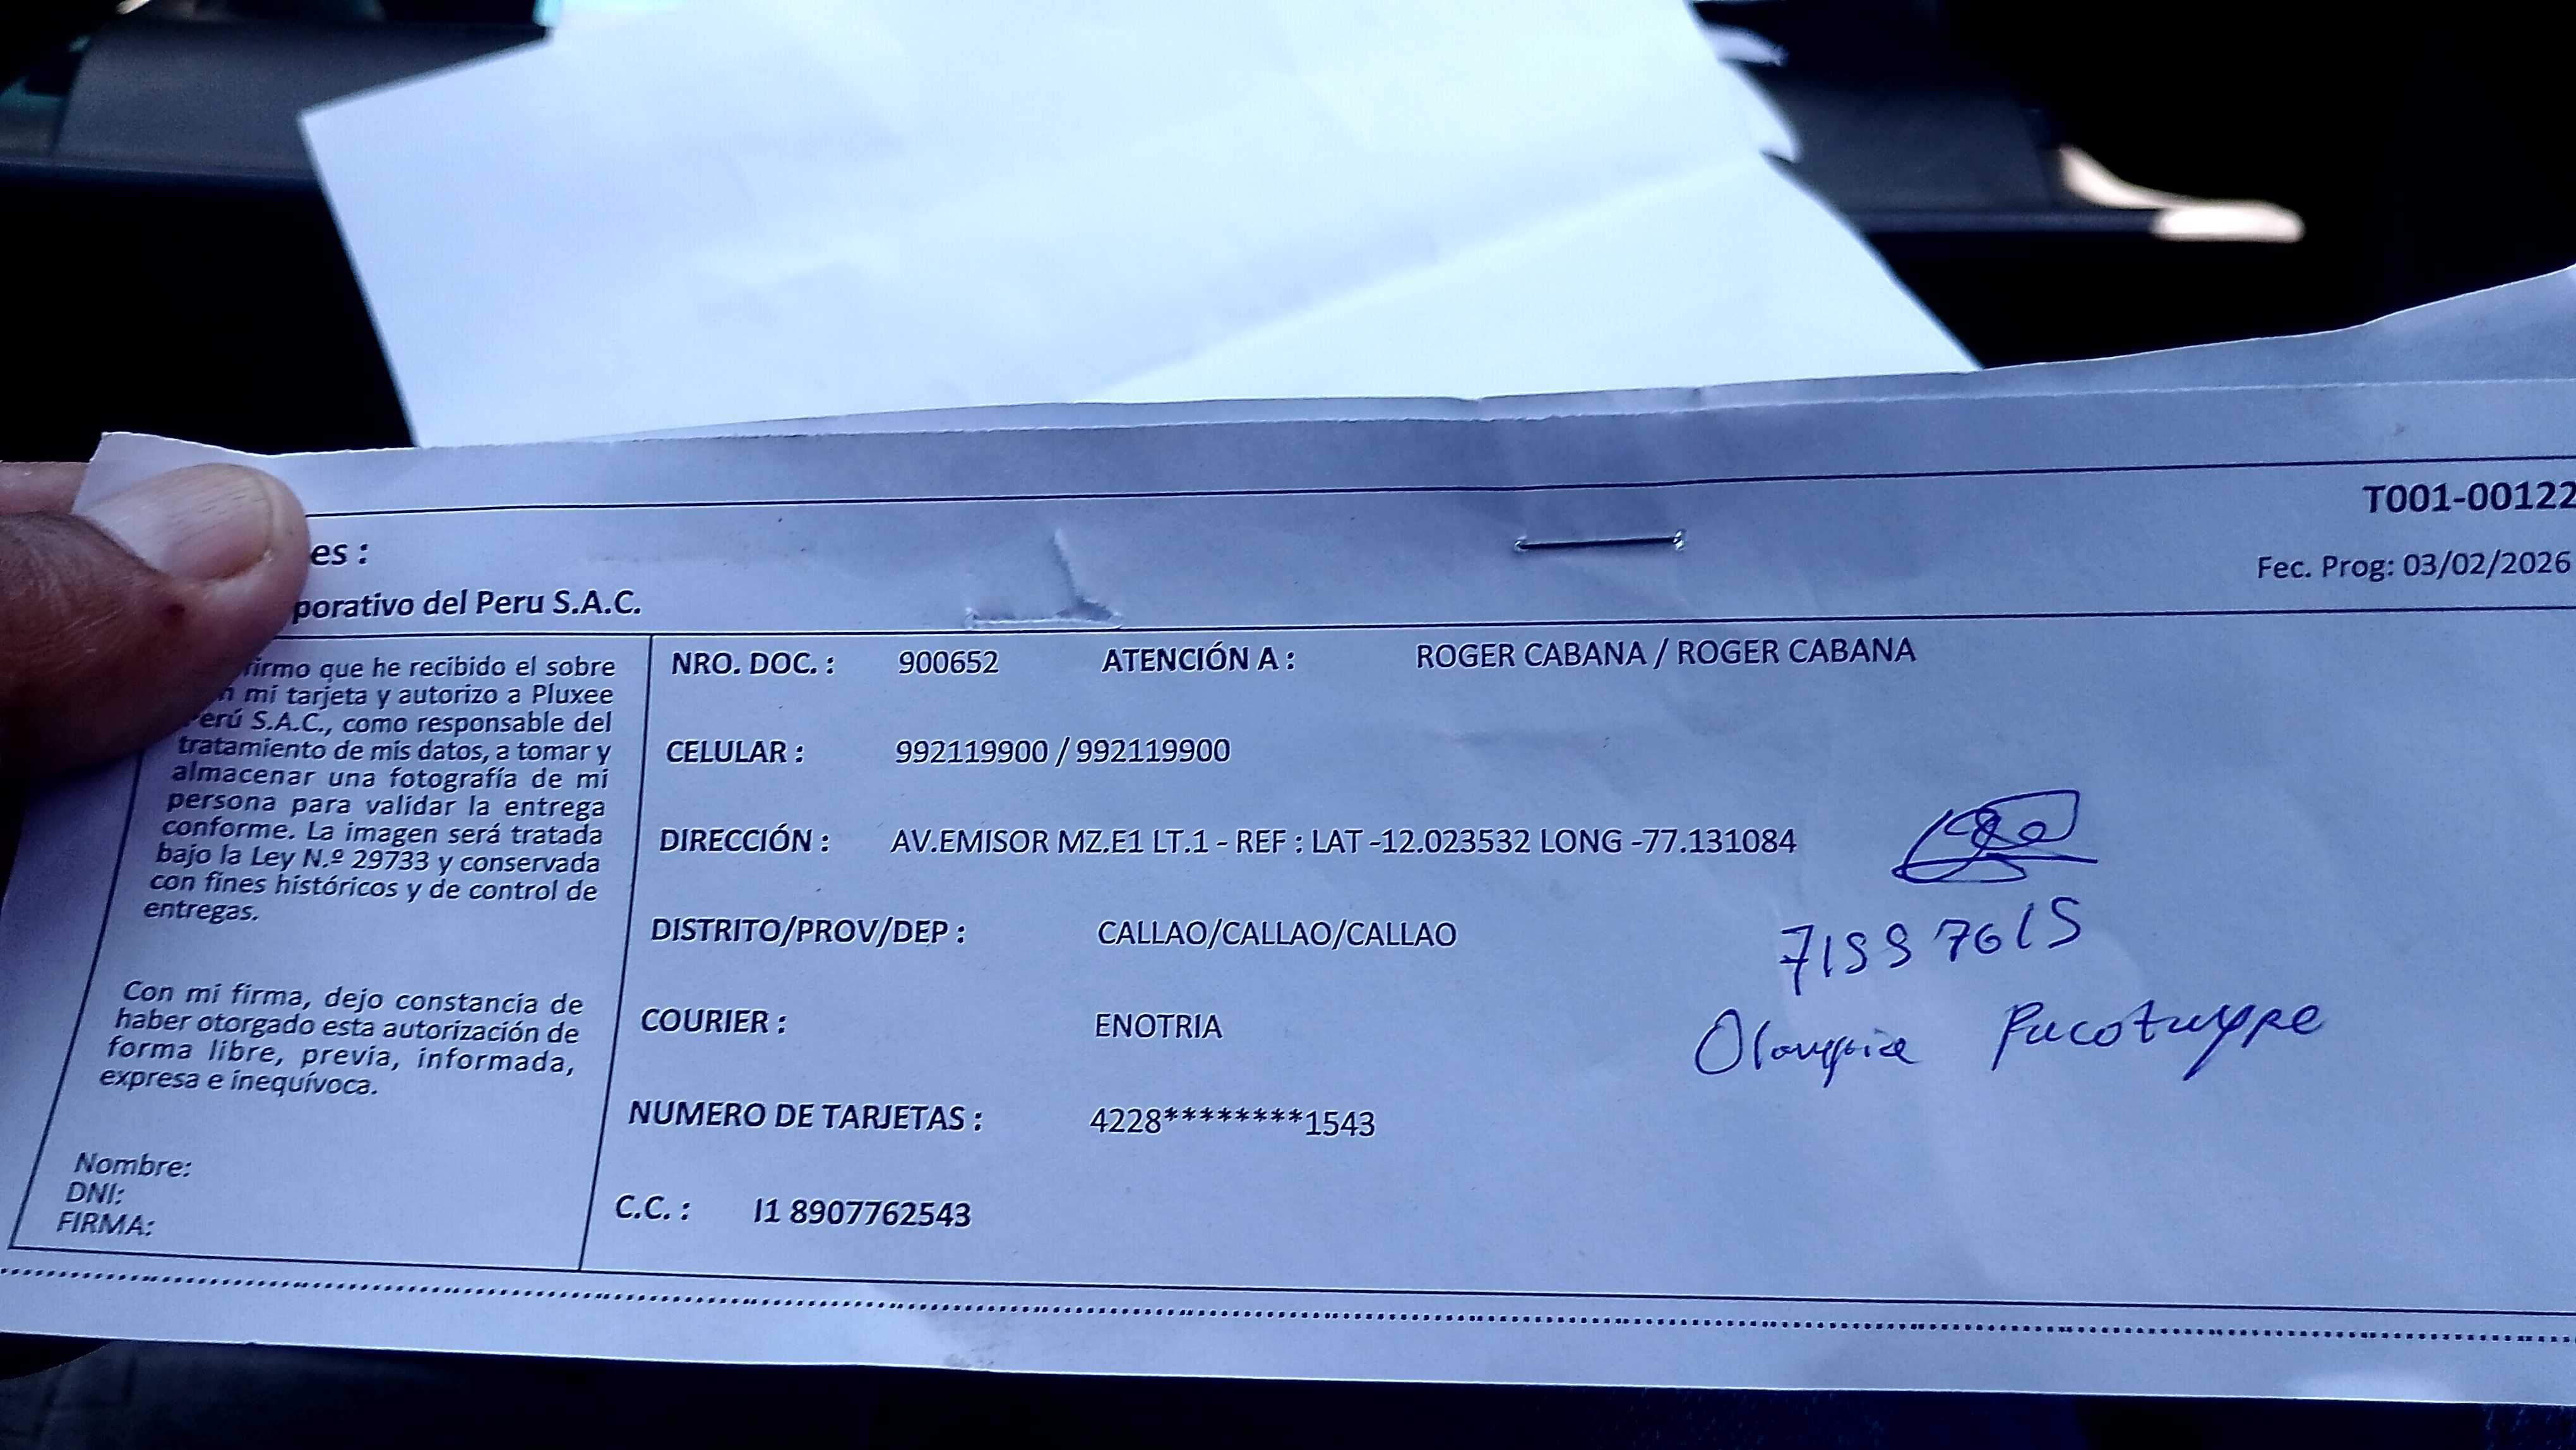 T001-00122
es :
Fec. Prog: 03/02/2026
porativo del Peru S.A.C.
firmo que he recibido el sobre
n mi tarjeta y autorizo a Pluxee
Perú S.A.C., como responsable del
tratamiento de mis datos, a tomar y
almacenar una fotografía de mi
persona para validar la entrega
conforme. La imagen será tratada
bajo la Ley N.º 29733 y conservada
con fines históricos y de control de
entregas.
Con mi firma, dejo constancia de
haber otorgado esta autorización de
forma libre, previa, informada,
expresa e inequívoca.
Nombre:
DNI:
FIRMA:
NRO. DOC. : 900652 ATENCIÓN A : ROGER CABANA / ROGER CABANA
CELULAR : 992119900 / 992119900
DIRECCIÓN : AV.EMISOR MZ.E1 LT.1 - REF : LAT -12.023532 LONG -77.131084
DISTRITO/PROV/DEP : CALLAO/CALLAO/CALLAO
COURIER : ENOTRIA
NUMERO DE TARJETAS : 4228********1543
C.C. : I1 8907762543